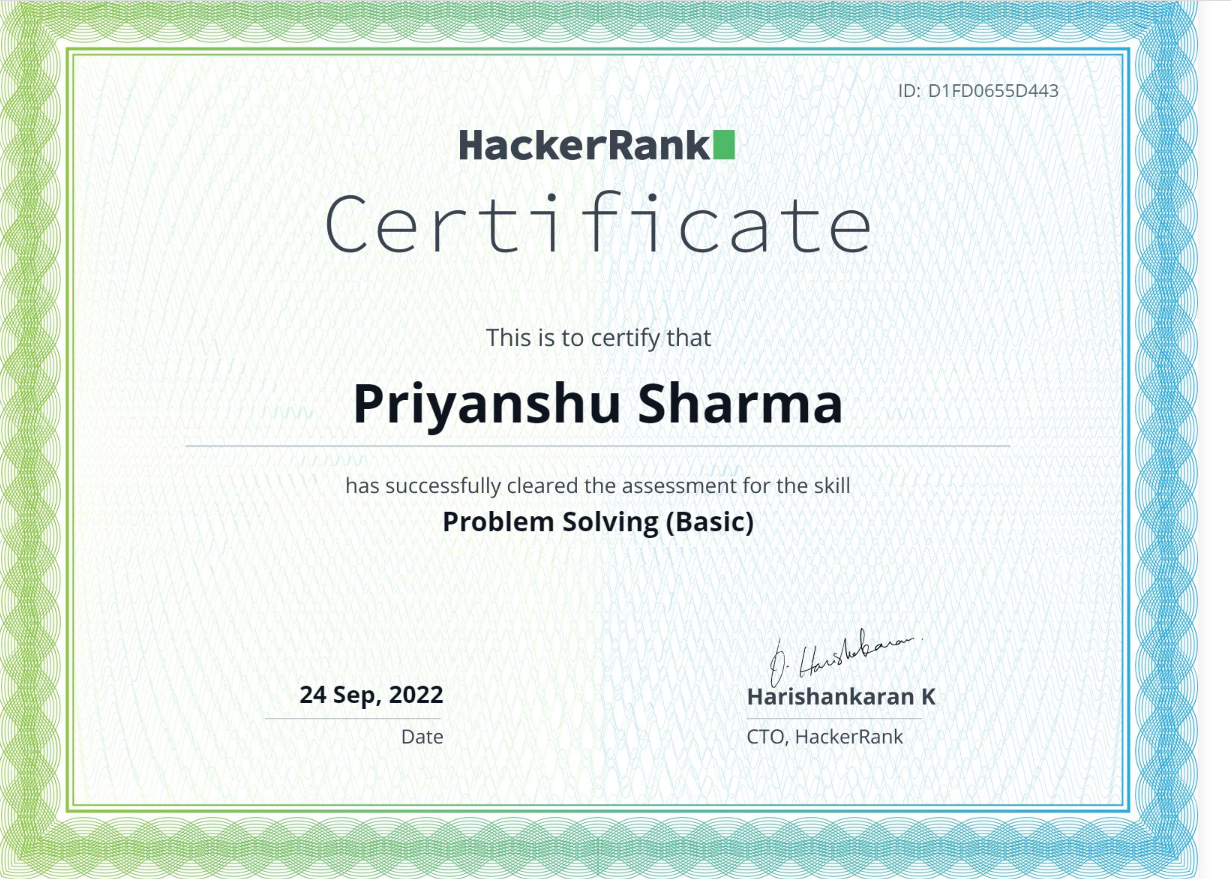 ID: D1FD0655D443
HackerRank
Certificate
This is to certify that
Priyanshu Sharma
has successfully cleared the assessment for the skill
Problem Solving (Basic)
24 Sep, 2022
Date
Harishankaran K
CTO, HackerRank